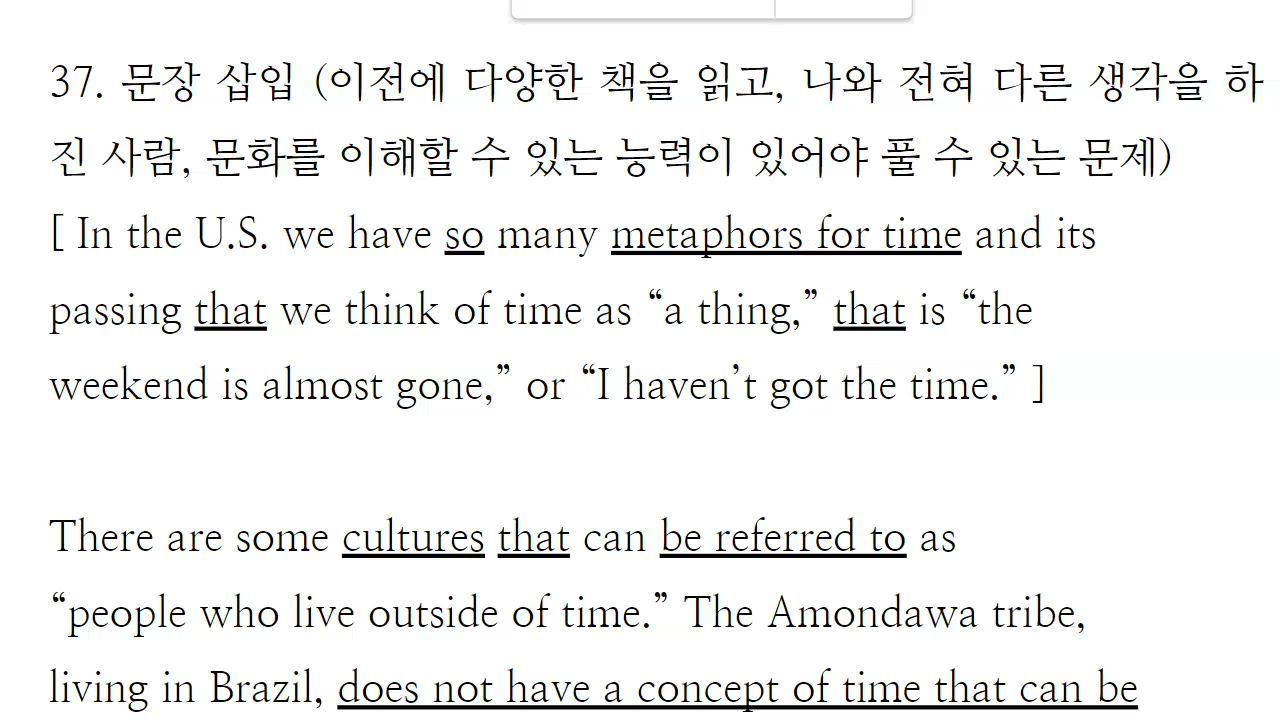 37. 문장 삽입 (이전에 다양한 책을 읽고, 나와 전혀 다른 생각을 하
진 사람, 문화를 이해할 수 있는 능력이 있어야 풀 수 있는 문제)
[ In the U.S. we have so many metaphors for time and its
passing that we think of time as “a thing,” that is “the
weekend is almost gone,” or “I haven’t got the time.” ]
There are some cultures that can be referred to as
“people who live outside of time.” The Amondawa tribe,
living in Brazil, does not have a concept of time that can be